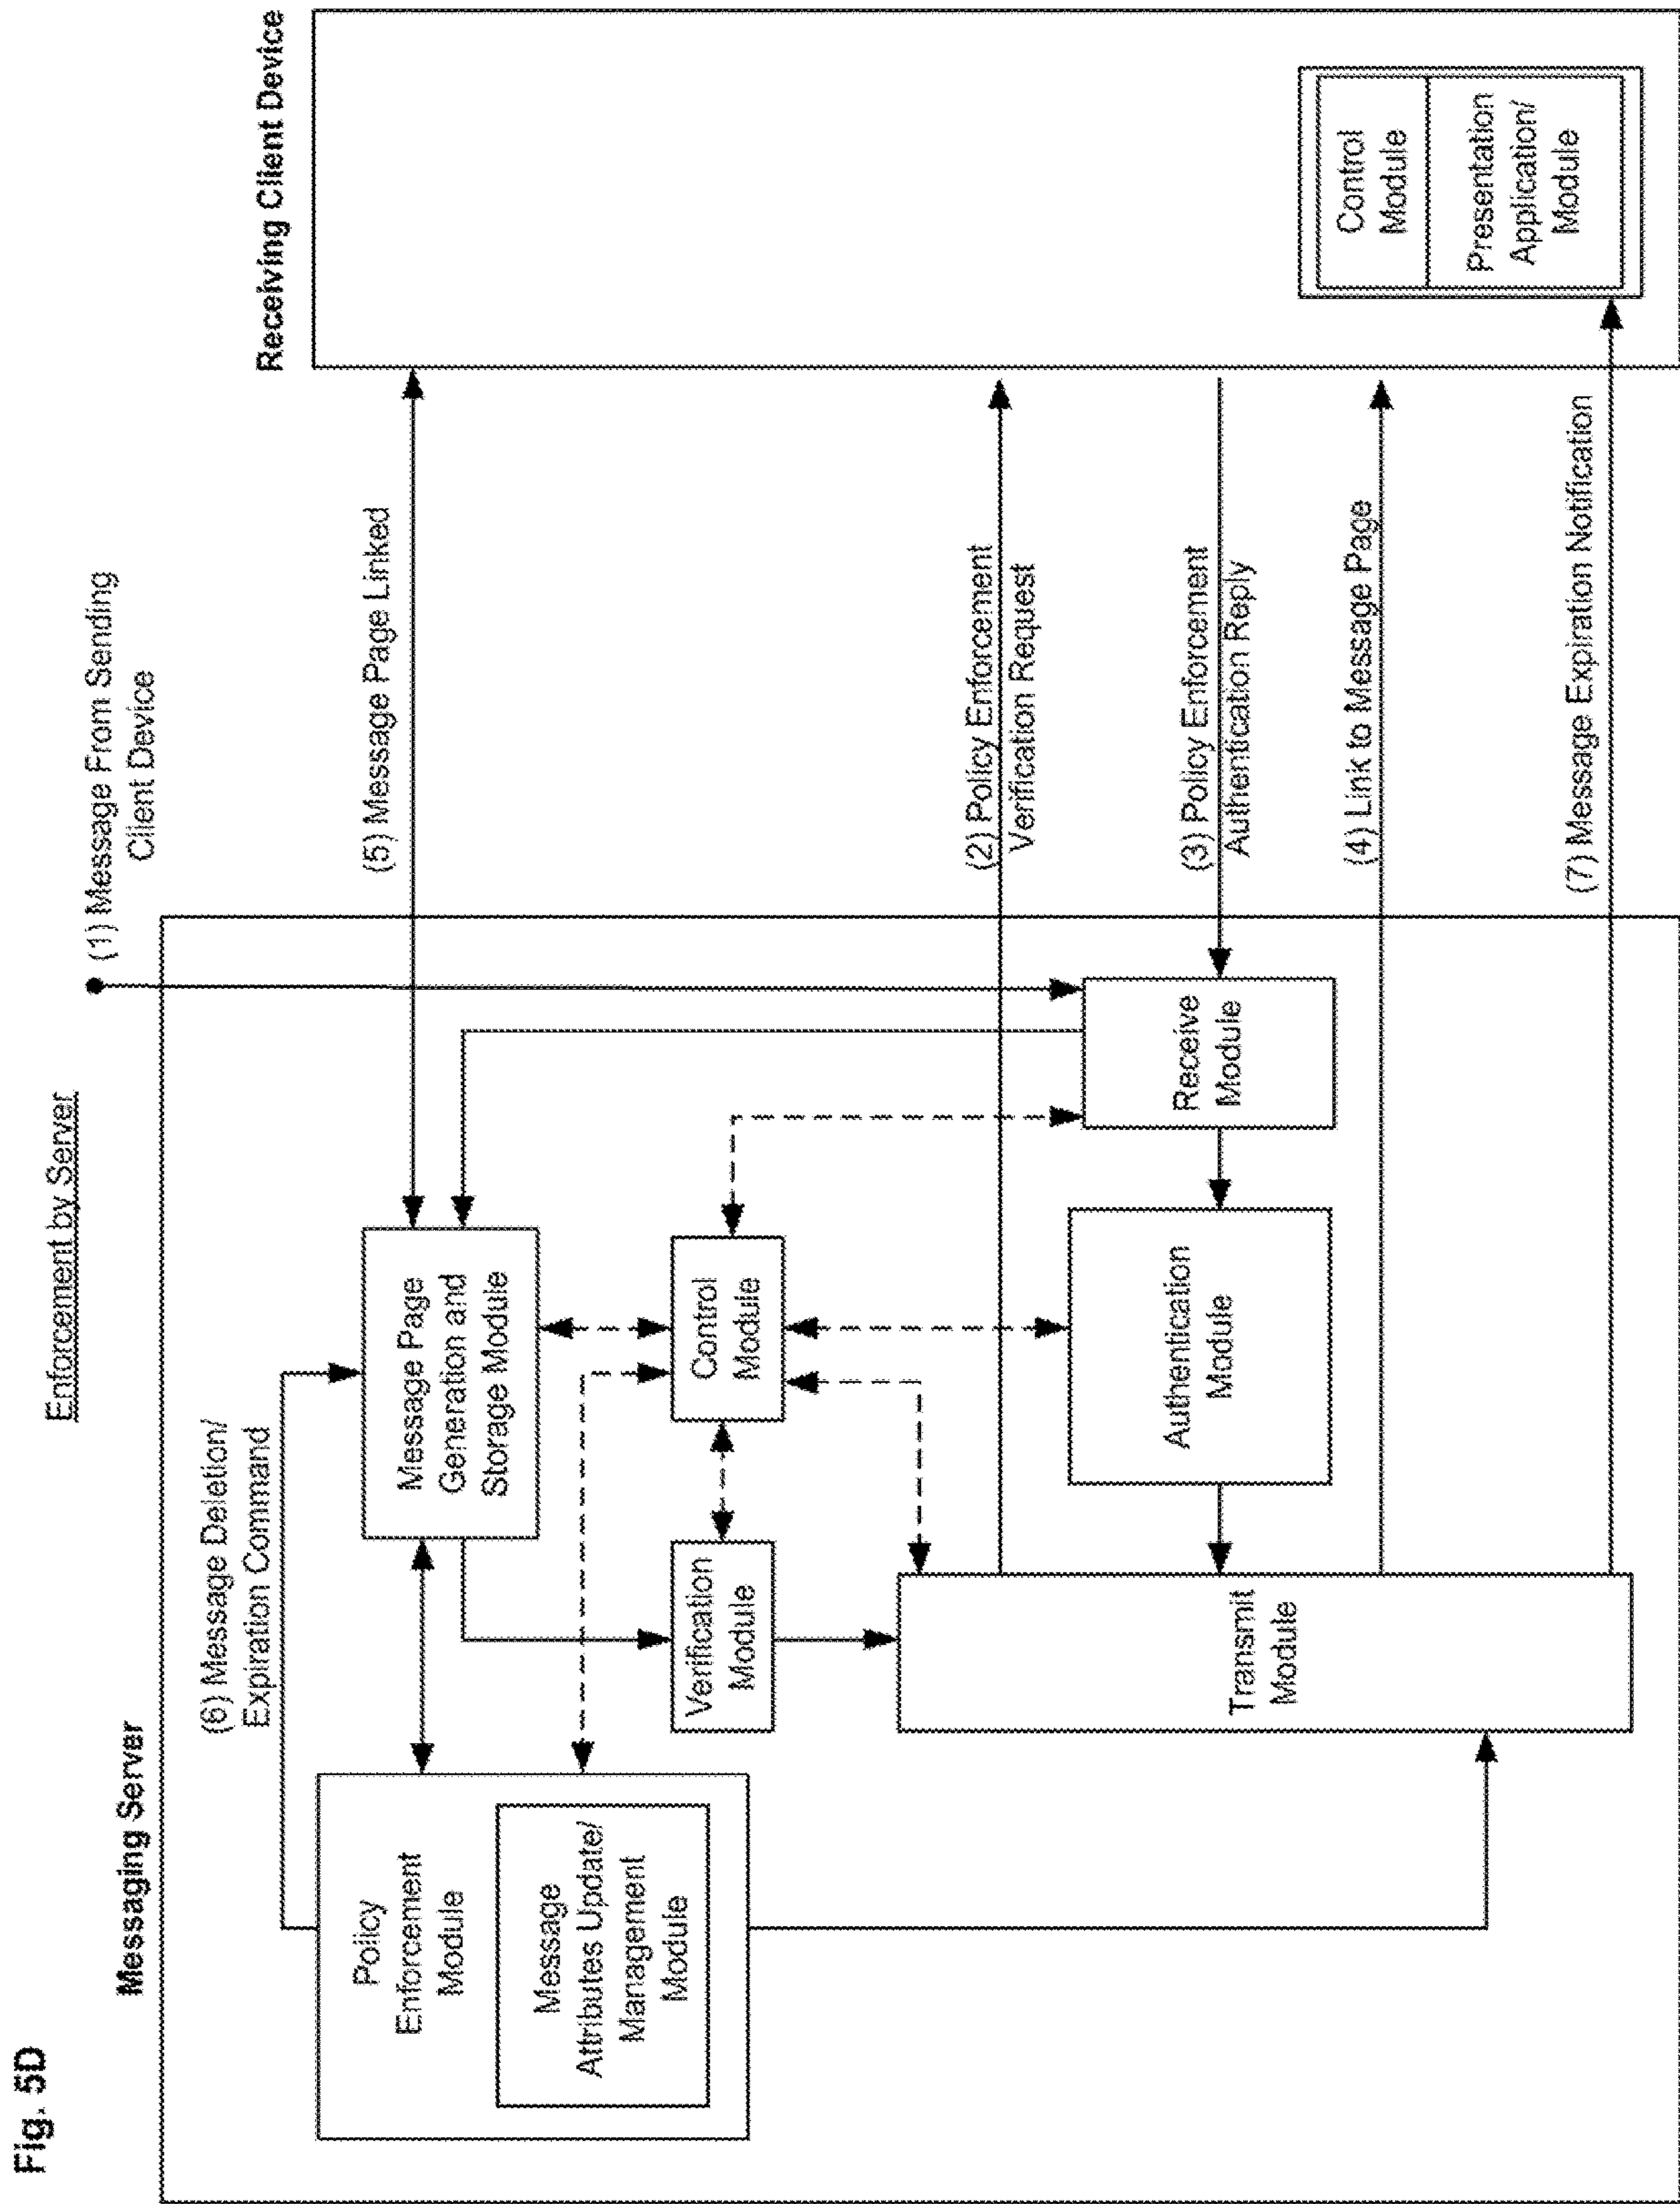 Fig. 5D
Enforcement by Server
Messaging Server
Receiving Client Device
(1) Message From Sending
Client Device
(6) Message Deletion/
Expiration Command
(5) Message Page Linked
Policy
Enforcement
Module
Message
Attributes Update/
Management
Module
Message Page
Generation and
Storage Module
Verification
Module
Control
Module
(2) Policy Enforcement
Verification Request
Authentication
Module
Receive
Module
(3) Policy Enforcement
Authentication Reply
Transmit
Module
(4) Link to Message Page
(7) Message Expiration Notification
Control
Module
Presentation
Application/
Module